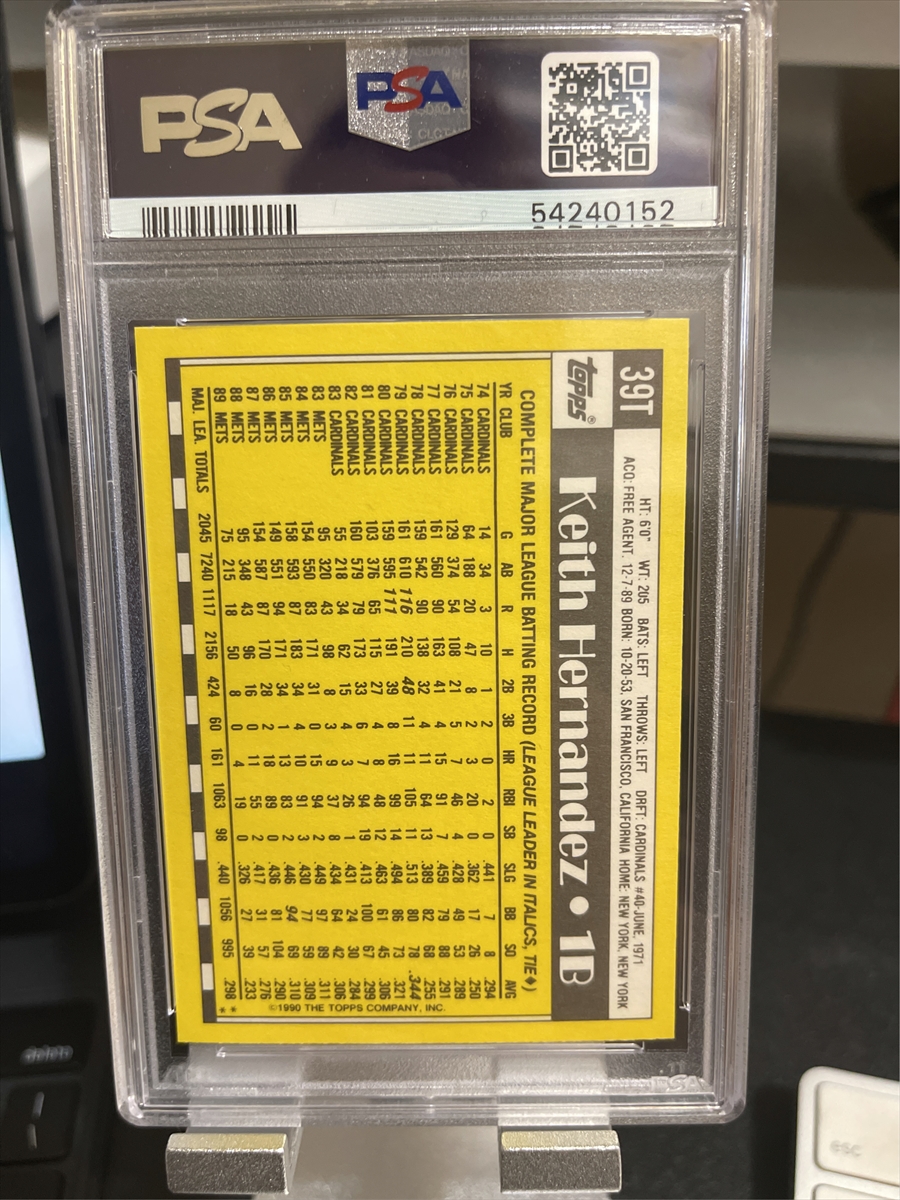 PSA
PSA
54240152
39T
HT: 6'0" WT: 205 BATS: LEFT THROWS: LEFT DRFT: CARDINALS #40-JUNE, 1971
ACQ: FREE AGENT, 12-7-89 BORN: 10-20-53, SAN FRANCISCO, CALIFORNIA HOME: NEW YORK, NEW YORK
Topps®
Keith Hernandez • 1B
COMPLETE MAJOR LEAGUE BATTING RECORD (LEAGUE LEADER IN ITALICS, TIE♦)
YR CLUB G AB R H 2B 3B HR RBI SB SLG BB SO AVG
74 CARDINALS 14 34 3 10 1 2 0 2 0 .441 7 8 .294
75 CARDINALS 64 188 20 47 8 2 3 20 0 .362 17 26 .250
76 CARDINALS 129 374 54 108 21 5 7 46 4 .428 49 53 .289
77 CARDINALS 161 560 90 163 41 4 15 91 7 .459 79 88 .291
78 CARDINALS 159 542 90 138 32 4 11 64 13 .389 82 68 .255
79 CARDINALS 161 610 116 210 48 11 11 105 11 .513 80 78 .344
80 CARDINALS 159 595 111 191 39 8 16 99 14 .494 86 73 .321
81 CARDINALS 103 376 65 115 27 4 8 48 12 .463 61 45 .306
82 CARDINALS 160 579 79 173 33 6 7 94 19 .413 100 67 .299
83 CARDINALS 55 218 34 62 15 4 3 26 1 .431 24 30 .284
83 METS 95 320 43 98 8 3 9 37 8 .434 64 42 .306
84 METS 154 550 83 171 31 0 15 94 2 .449 97 89 .311
85 METS 158 593 87 183 34 4 10 91 3 .430 77 59 .309
86 METS 149 551 94 171 34 1 13 83 2 .446 94 69 .310
87 METS 154 587 87 170 28 2 18 89 0 .436 81 104 .290
88 METS 95 348 43 96 16 0 11 55 2 .417 31 57 .276
89 METS 75 215 18 50 8 0 4 19 0 .326 27 39 .233
MAJ. LEA. TOTALS 2045 7240 1117 2156 424 60 161 1063 98 .440 1056 995 .298
©1990 THE TOPPS COMPANY, INC. **
PSA
delete
esc